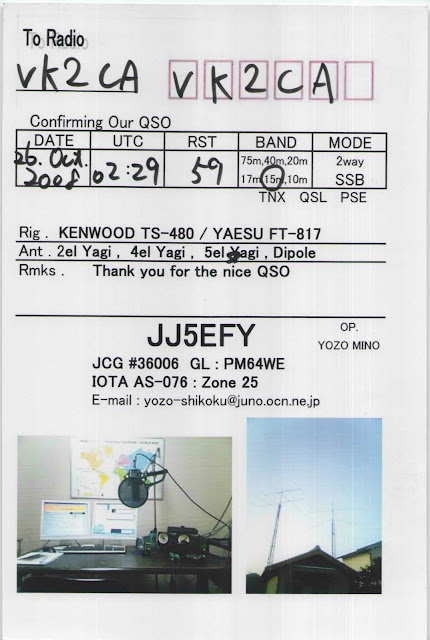 To Radio
VK2CA VK2CA
Confirming Our QSO
DATE UTC RST BAND MODE
26. Oct. 2008 02:29 59 75m,40m,20m 17m,15m,10m 2way SSB
TNX QSL PSE
Rig . KENWOOD TS-480 / YAESU FT-817
Ant . 2el Yagi , 4el Yagi , 5el Yagi , Dipole
Rmks . Thank you for the nice QSO
JJ5EFY
OP.
YOZO MINO
JCG #36006 GL : PM64WE
IOTA AS-076 : Zone 25
E-mail : yozo-shikoku@juno.ocn.ne.jp